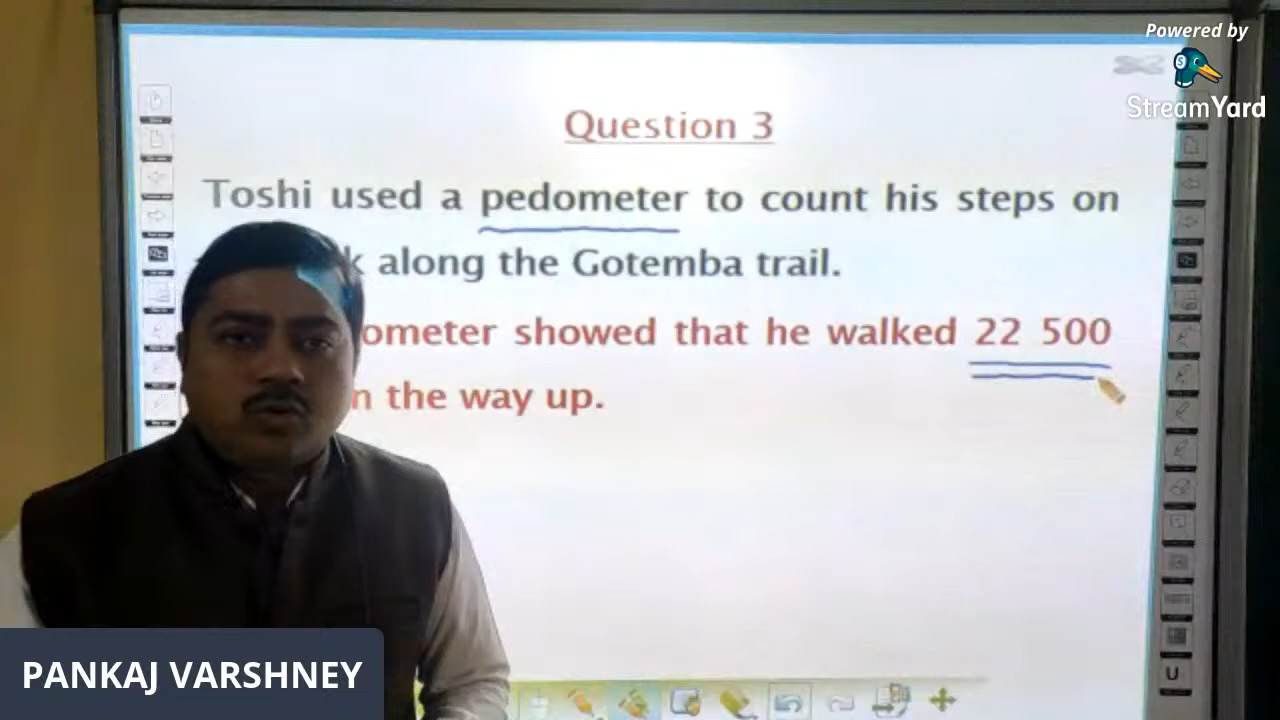 Powered by
StreamYard
Question 3
Toshi used a pedometer to count his steps on
along the Gotemba trail.
showed that he walked 22 500
the way up.
U
PANKAJ VARSHNEY